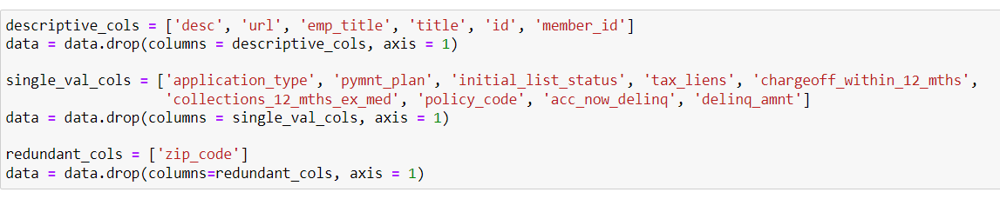 descriptive_cols = ['desc', 'url', 'emp_title', 'title', 'id', 'member_id']
data = data.drop(columns = descriptive_cols, axis = 1)
single_val_cols = ['application_type', 'pymnt_plan', 'initial_list_status', 'tax_liens', 'chargeoff_within_12_mths',
'collections_12_mths_ex_med', 'policy_code', 'acc_now_delinq', 'delinq_amnt']
data = data.drop(columns = single_val_cols, axis = 1)
redundant_cols = ['zip_code']
data = data.drop(columns=redundant_cols, axis = 1)